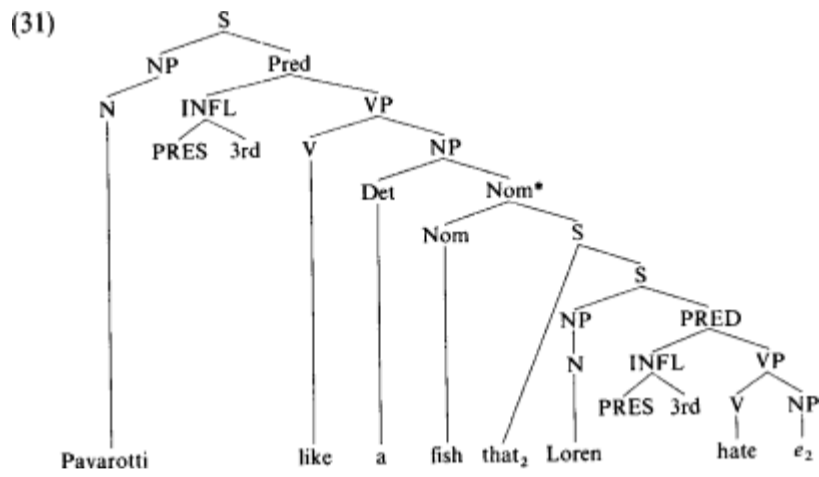 (31) S
NP Pred
N INFL VP
PRES 3rd V NP
Det Nom*
Nom S
S
NP PRED
N INFL VP
PRES 3rd V NP
Pavarotti like a fish that₂ Loren hate e₂